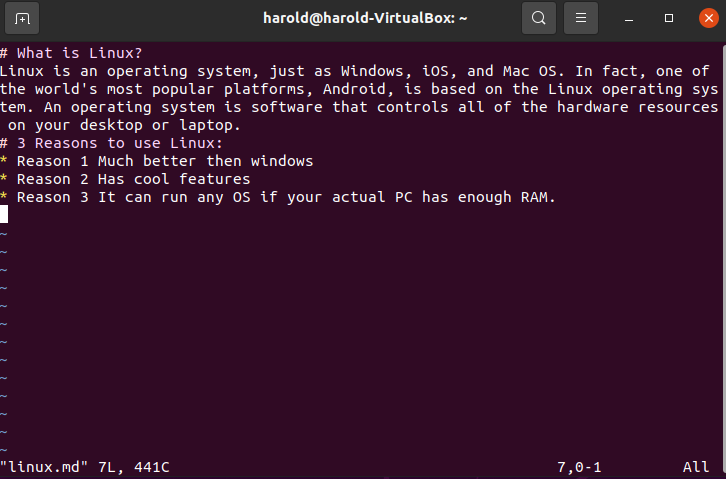 harold@harold-VirtualBox: ~
# What is Linux?
Linux is an operating system, just as Windows, iOS, and Mac OS. In fact, one of
the world's most popular platforms, Android, is based on the Linux operating sys
tem. An operating system is software that controls all of the hardware resources
 on your desktop or laptop.
# 3 Reasons to use Linux:
* Reason 1 Much better then windows
* Reason 2 Has cool features
* Reason 3 It can run any OS if your actual PC has enough RAM.
~
~
~
~
~
~
~
~
~
~
~
~
~
"linux.md" 7L, 441C 7,0-1 All